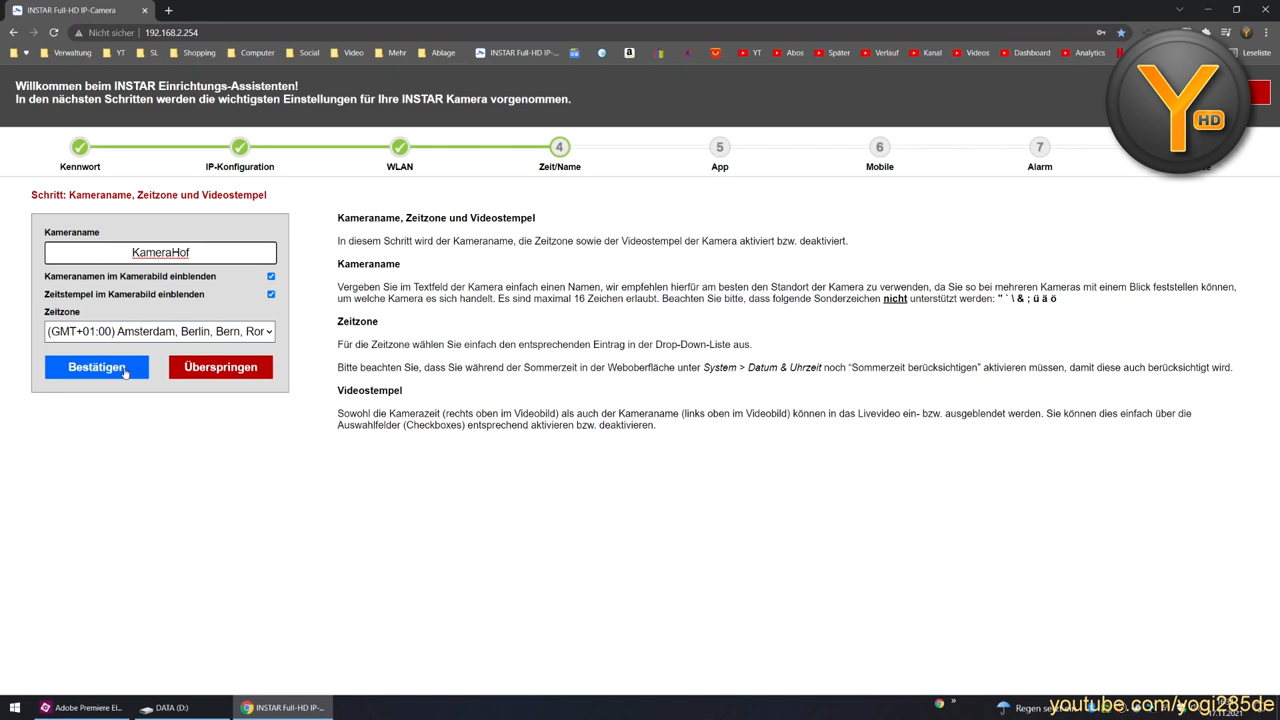 INSTAR Full-HD IP-Camera
Nicht sicher
192.168.2.254
Verwaltung
YT
SL
Shopping
Computer
Social
Video
Mehr
Ablage
INSTAR Full-HD IP-...
YT
Abos
Später
Verlauf
Kanal
Videos
Dashboard
Analytics
Leseliste
Willkommen beim INSTAR Einrichtungs-Assistenten!
In den nächsten Schritten werden die wichtigsten Einstellungen für Ihre INSTAR Kamera vorgenommen.
Y HD
4
5
6
7
Kennwort
IP-Konfiguration
WLAN
Zeit/Name
App
Mobile
Alarm
Schritt: Kameraname, Zeitzone und Videostempel
Kameraname
KameraHof
Kameranamen im Kamerabild einblenden
Zeitstempel im Kamerabild einblenden
Zeitzone
(GMT+01:00) Amsterdam, Berlin, Bern, Ror
Bestätigen
Überspringen
Kameraname, Zeitzone und Videostempel
In diesem Schritt wird der Kameraname, die Zeitzone sowie der Videostempel der Kamera aktiviert bzw. deaktiviert.
Kameraname
Vergeben Sie im Textfeld der Kamera einfach einen Namen, wir empfehlen hierfür am besten den Standort der Kamera zu verwenden, da Sie so bei mehreren Kameras mit einem Blick feststellen können,
um welche Kamera es sich handelt. Es sind maximal 16 Zeichen erlaubt. Beachten Sie bitte, dass folgende Sonderzeichen nicht unterstützt werden: " ` \ & ; ü ä ö
Zeitzone
Für die Zeitzone wählen Sie einfach den entsprechenden Eintrag in der Drop-Down-Liste aus.
Bitte beachten Sie, dass Sie während der Sommerzeit in der Weboberfläche unter System > Datum & Uhrzeit noch "Sommerzeit berücksichtigen" aktivieren müssen, damit diese auch berücksichtigt wird.
Videostempel
Sowohl die Kamerazeit (rechts oben im Videobild) als auch der Kameraname (links oben im Videobild) können in das Livevideo ein- bzw. ausgeblendet werden. Sie können dies einfach über die
Auswahlfelder (Checkboxes) entsprechend aktivieren bzw. deaktivieren.
Adobe Premiere El...
DATA (D:)
INSTAR Full-HD IP-...
Regen
youtube.com/yogi285de
17.11.2021